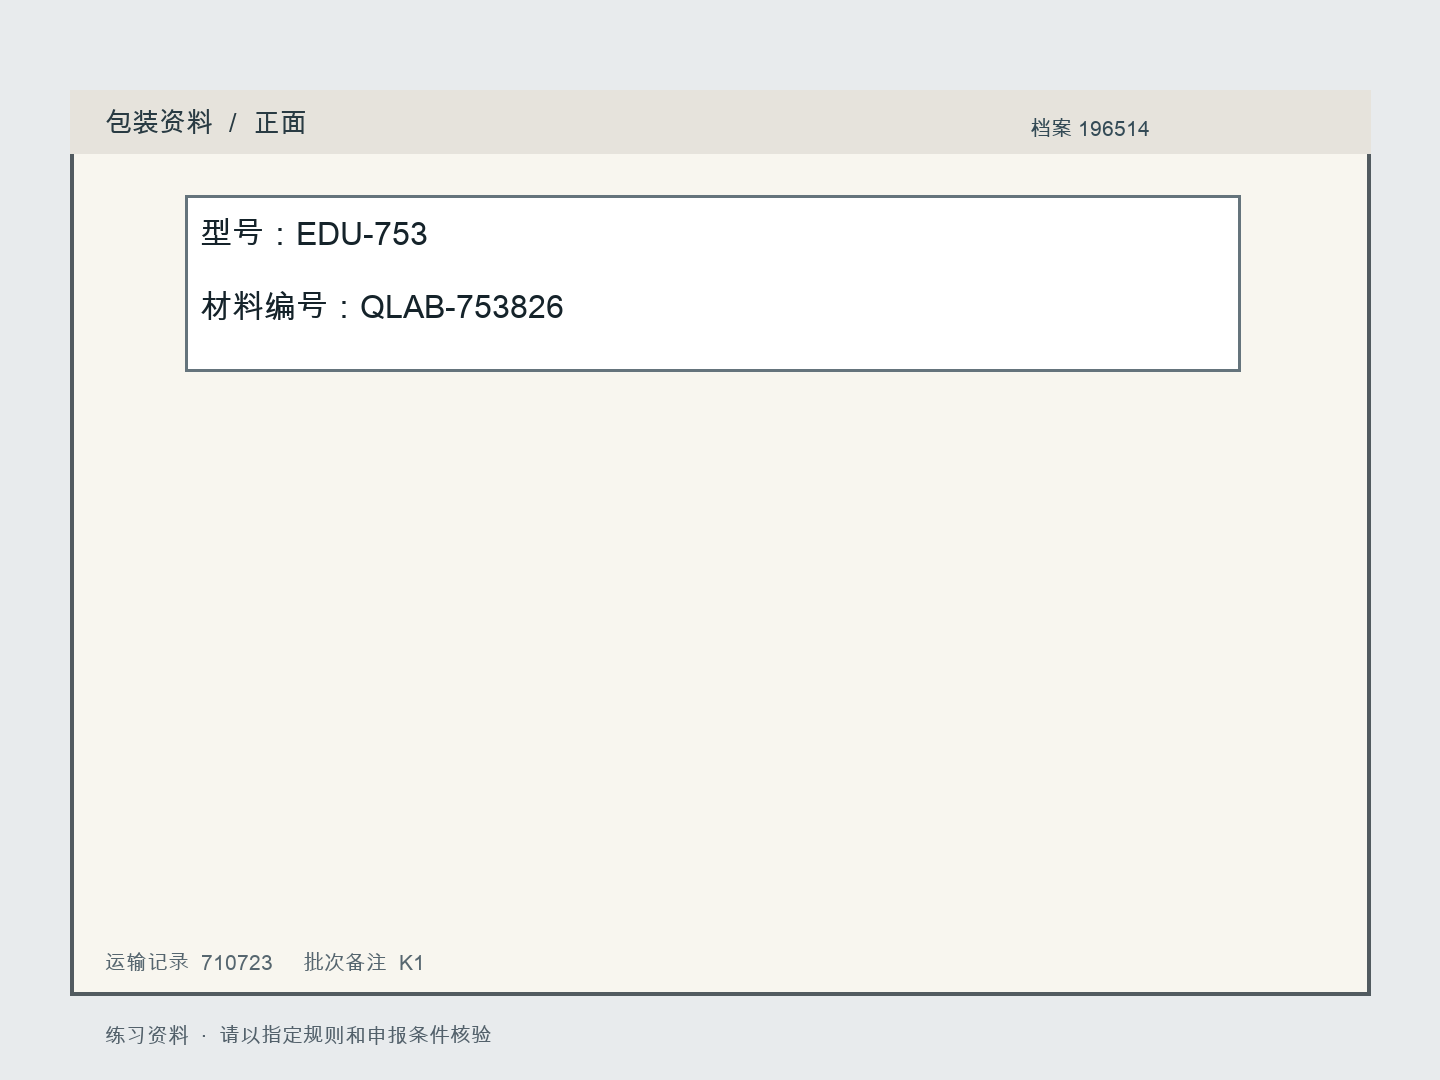 包装资料 / 正面
档案 196514
型号：EDU-753
材料编号：QLAB-753826
运输记录 710723 批次备注 K1
练习资料 · 请以指定规则和申报条件核验